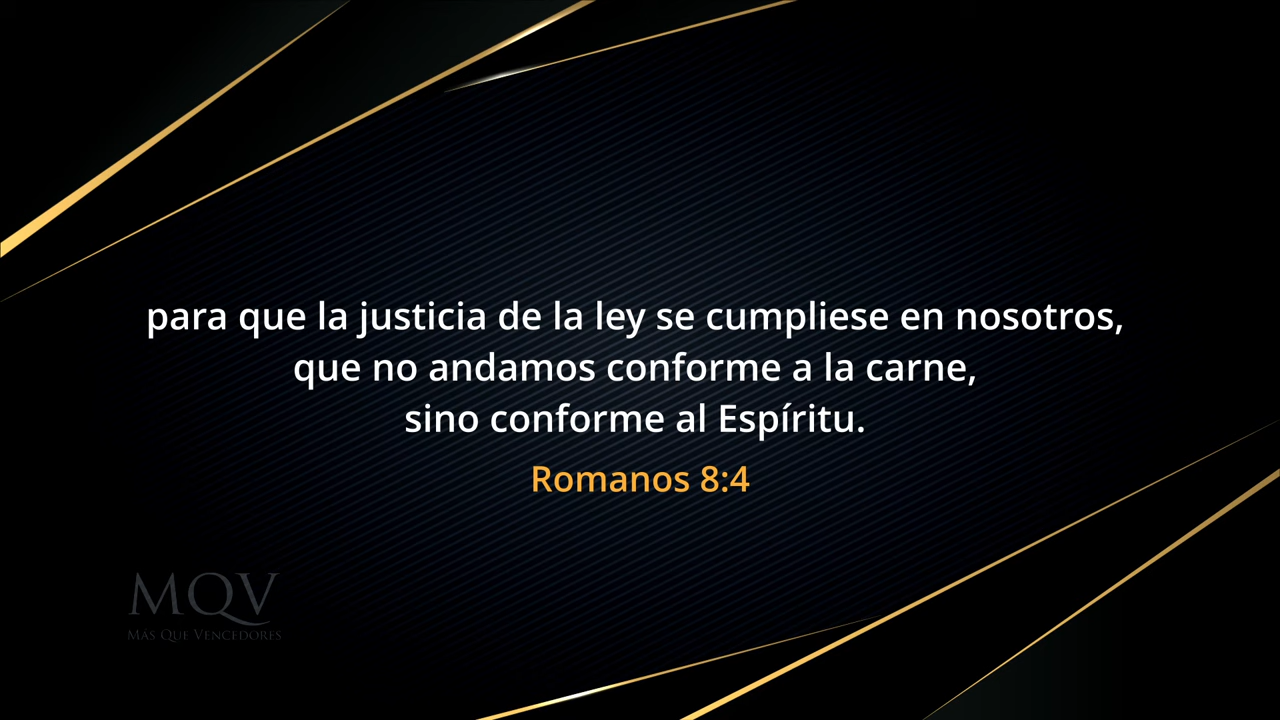 para que la justicia de la ley se cumpliese en nosotros,
que no andamos conforme a la carne,
sino conforme al Espíritu.
Romanos 8:4
MQV
Más Que Vencedores